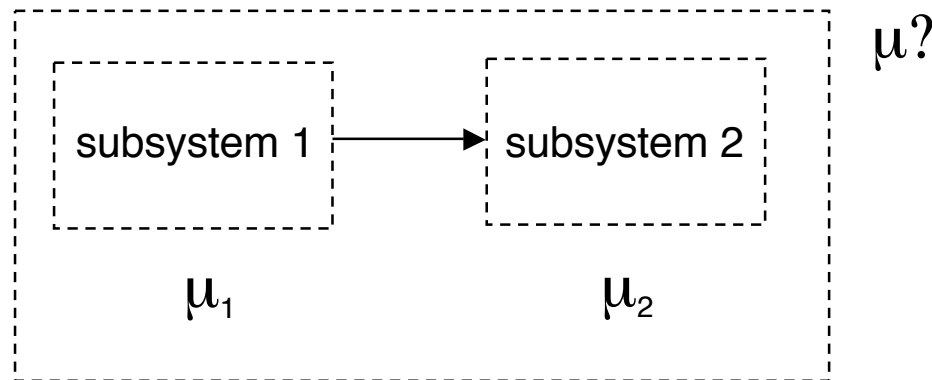 μ?
subsystem 1
subsystem 2
μ₁
μ₂